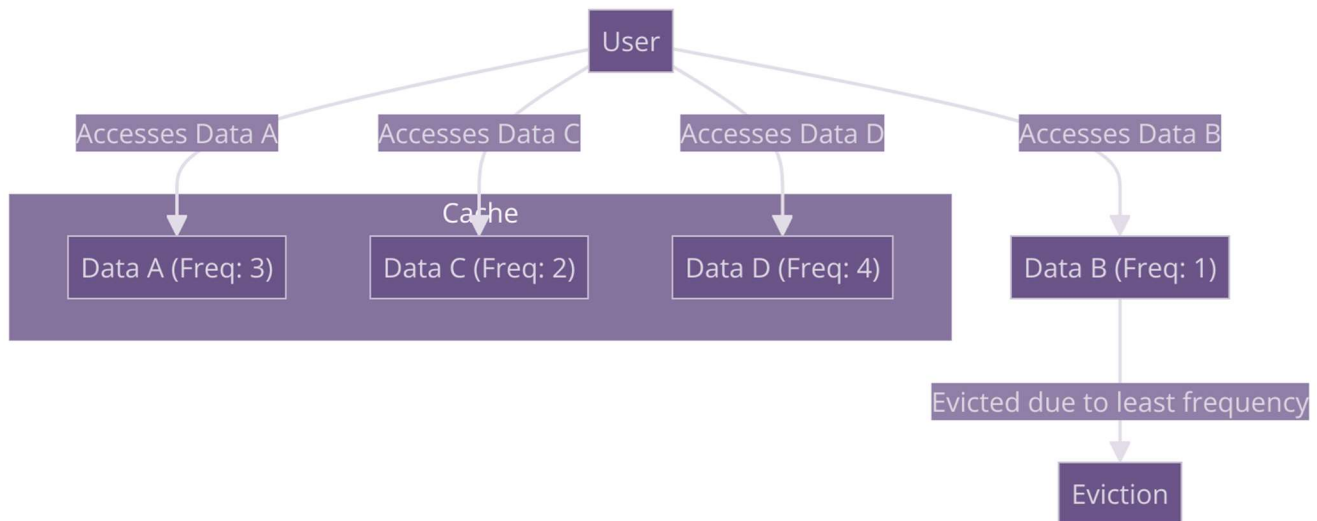 User
Accesses Data A
Accesses Data C
Accesses Data D
Accesses Data B
Cache
Data A (Freq: 3)
Data C (Freq: 2)
Data D (Freq: 4)
Data B (Freq: 1)
Evicted due to least frequency
Eviction